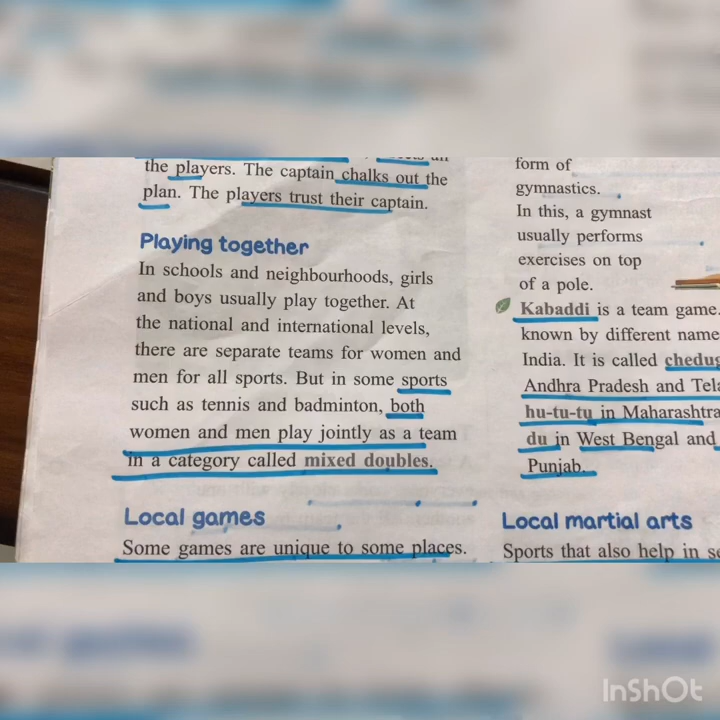 the players. The captain chalks out the
plan. The players trust their captain.
Playing together
In schools and neighbourhoods, girls
and boys usually play together. At
the national and international levels,
there are separate teams for women and
men for all sports. But in some sports
such as tennis and badminton, both
women and men play jointly as a team
in a category called mixed doubles.
Local games
Some games are unique to some places.
form of
gymnastics.
In this, a gymnast
usually performs
exercises on top
of a pole.
Kabaddi is a team game.
known by different name
India. It is called chedug
Andhra Pradesh and Tela
hu-tu-tu in Maharashtra
du in West Bengal and
Punjab.
Local martial arts
Sports that also help in se
InShOt